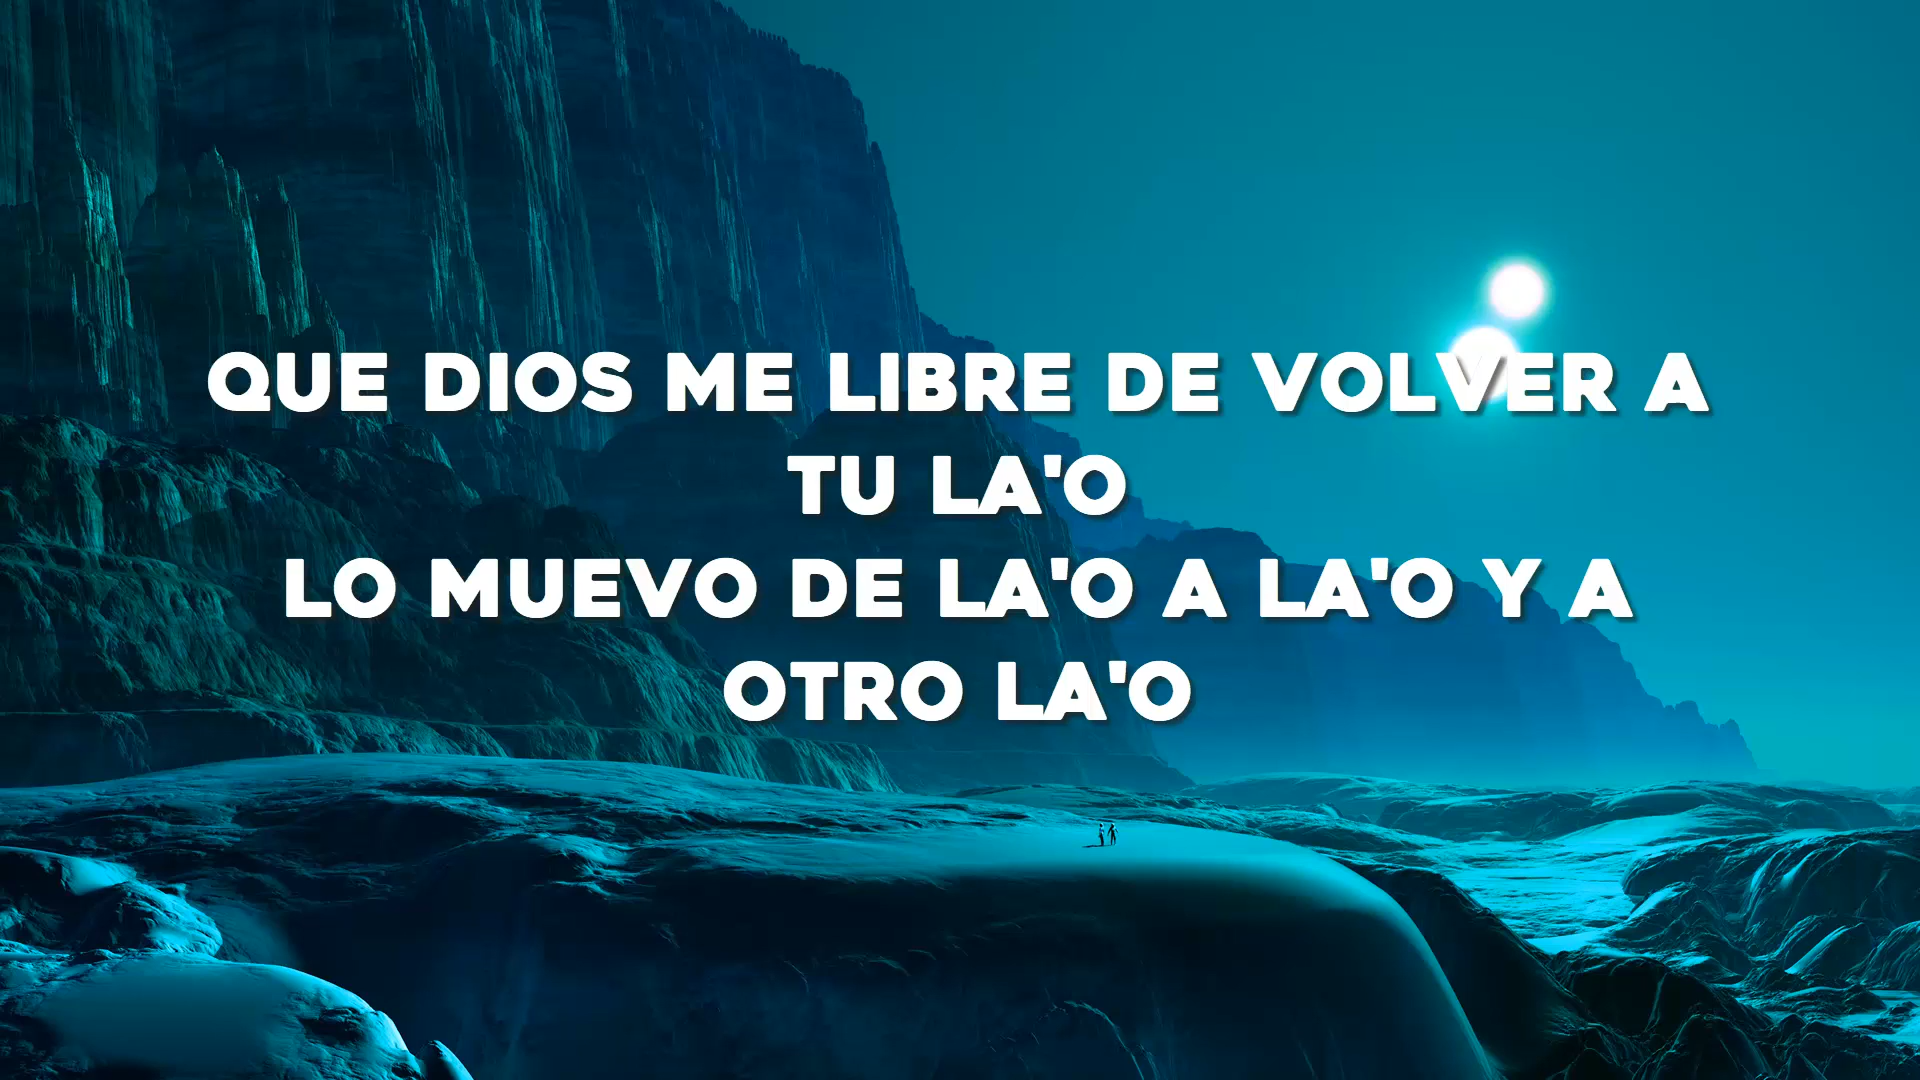 QUE DIOS ME LIBRE DE VOLVER A
TU LA'O
LO MUEVO DE LA'O A LA'O Y A
OTRO LA'O